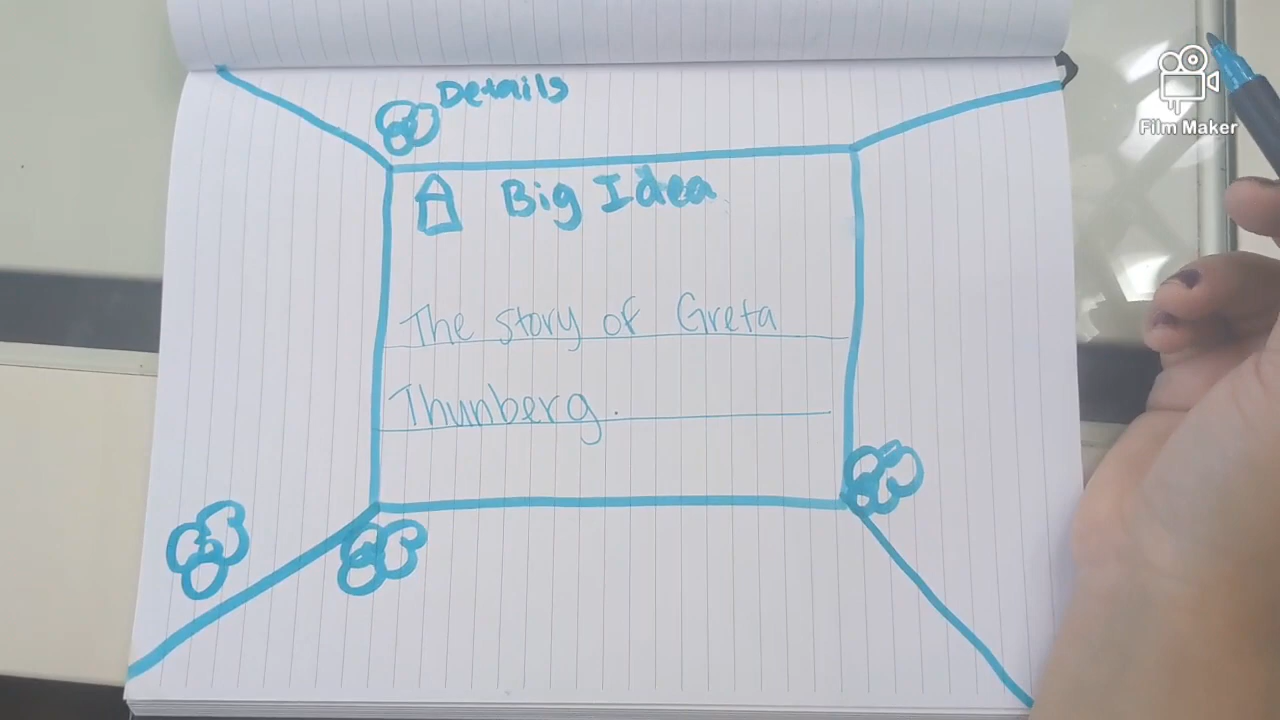 Details
Big Idea
The story of Greta
Thunberg.
Film Maker